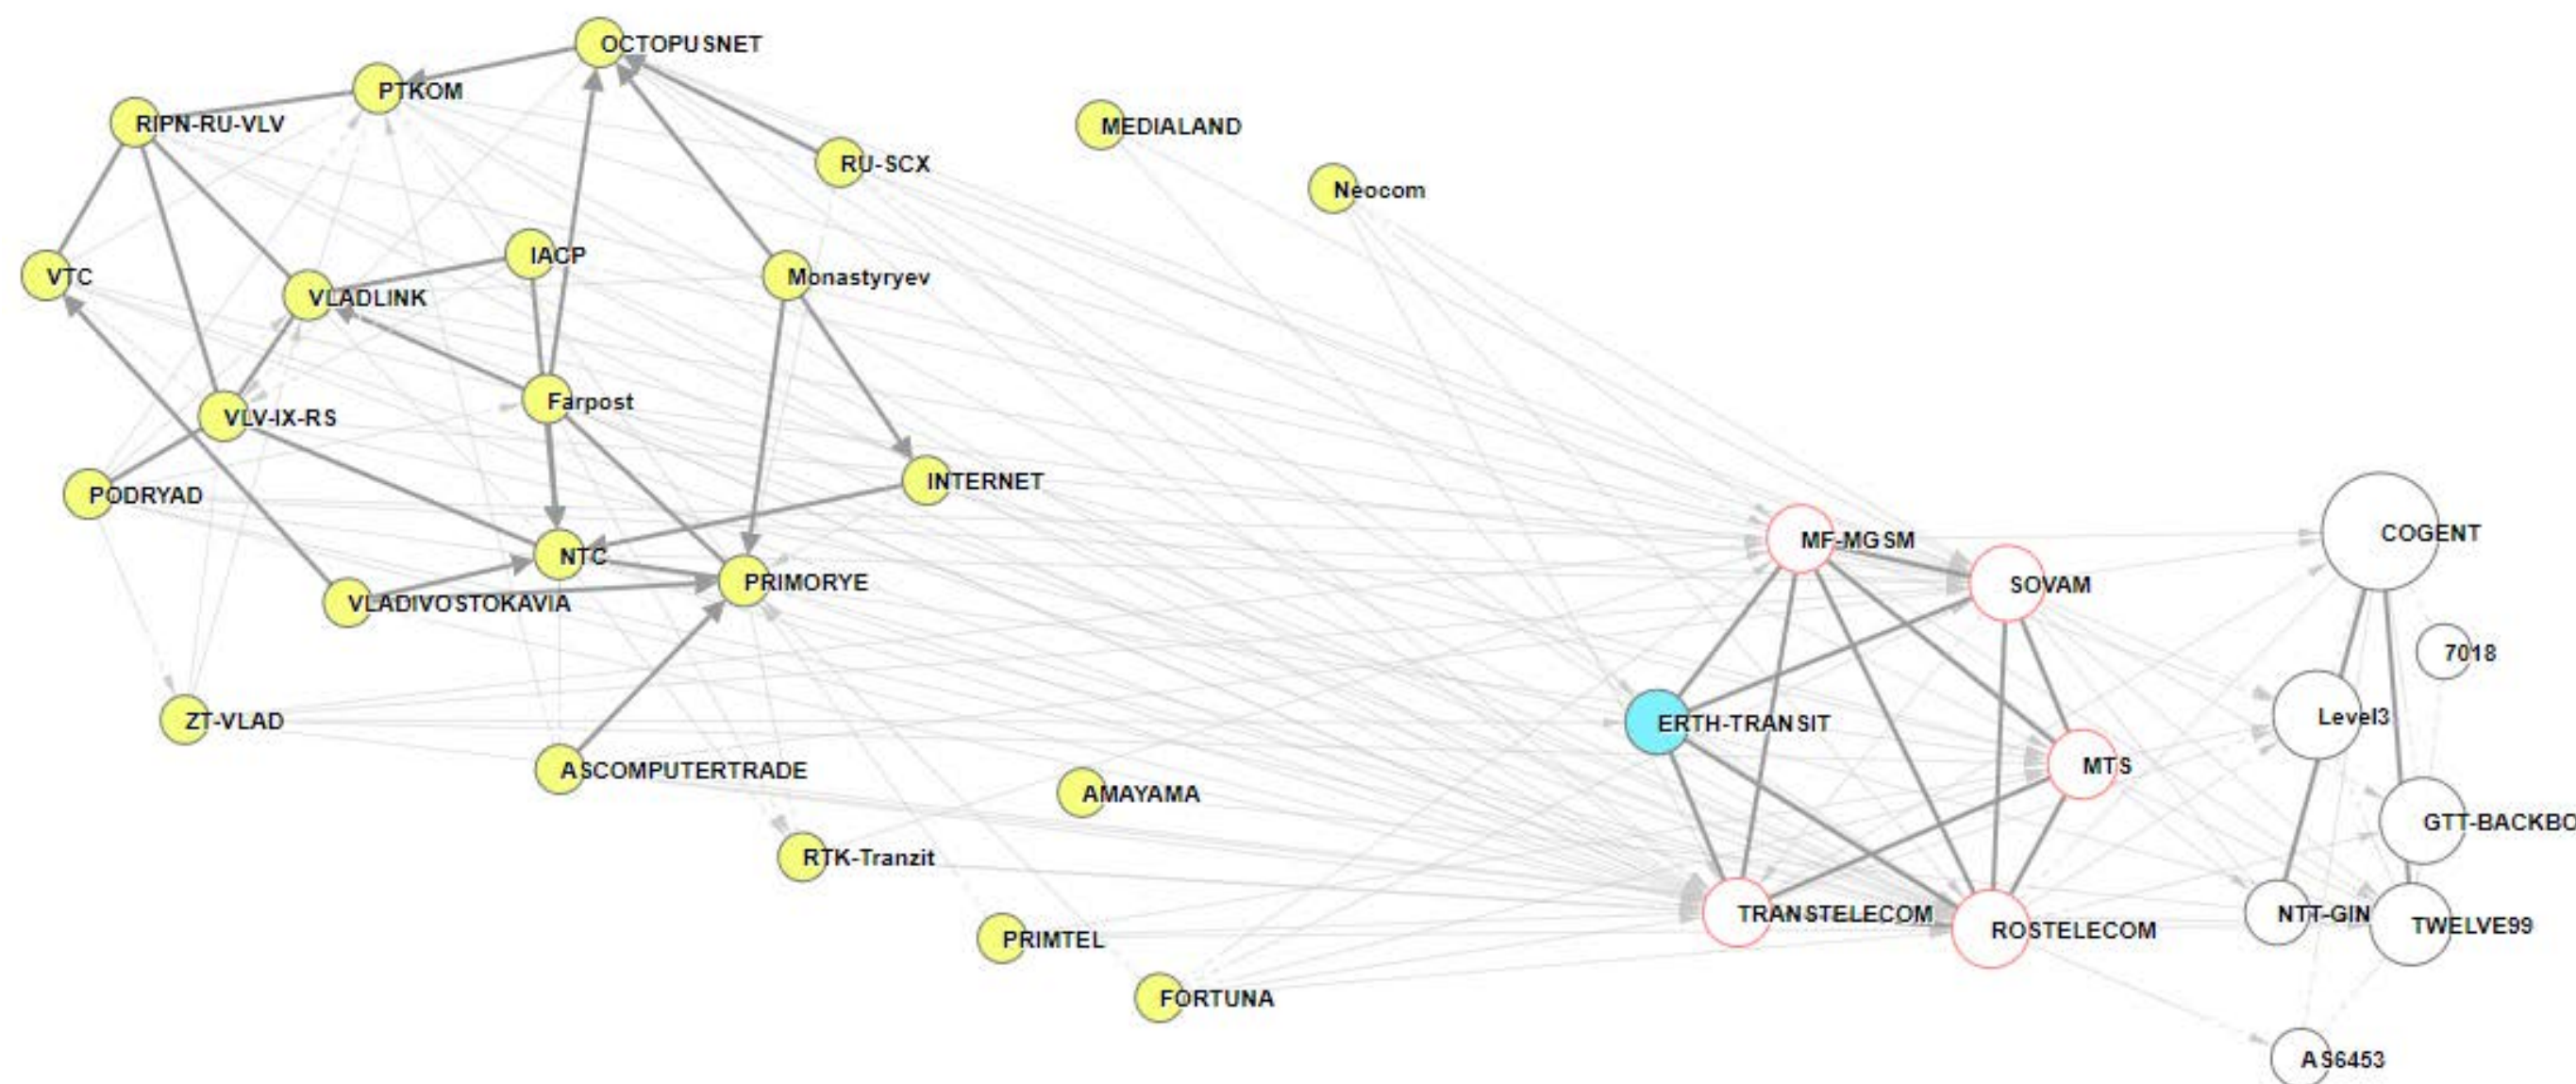 OCTOPUSNET
PTKOM
RIPN-RU-VLV
MEDIALAND
RU-SCX
Neocom
IACP
VTC
Monastyryev
VLADLINK
Farpost
VLV-IX-RS
INTERNET
PODRYAD
COGENT
MF-MGSM
NTC
PRIMORYE
SOVAM
VLADIVOSTOKAVIA
7018
Level3
ZT-VLAD
ERTH-TRANSIT
MTS
ASCOMPUTERTRADE
AMAYAMA
GTT-BACKBO
RTK-Tranzit
TRANSTELECOM
NTT-GIN
TWELVE99
ROSTELECOM
PRIMTEL
FORTUNA
AS6453